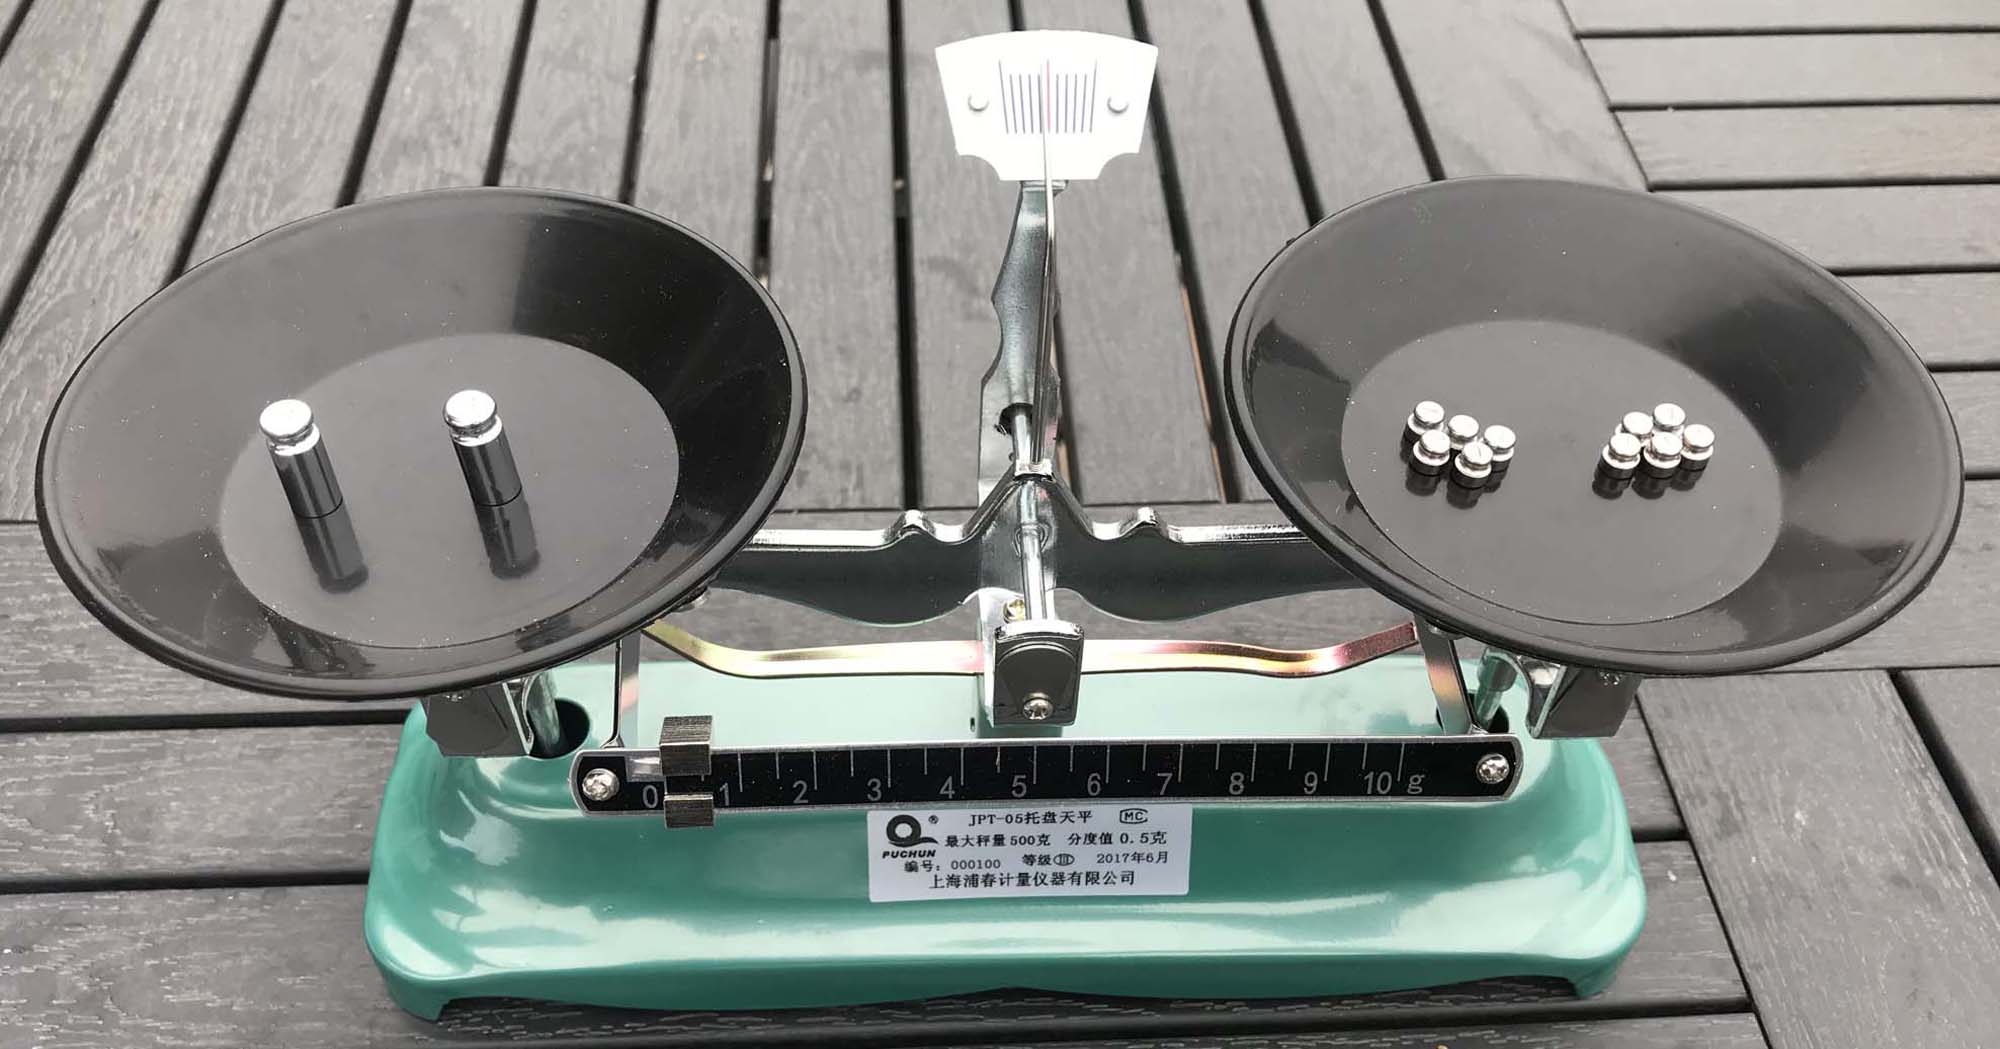 0 1 2 3 4 5 6 7 8 9 10 g
® JPT-05托盘天平 MC
最大秤量500克 分度值0.5克
PUCHUN
编号:000100 等级Ⅲ 2017年6月
上海浦春计量仪器有限公司